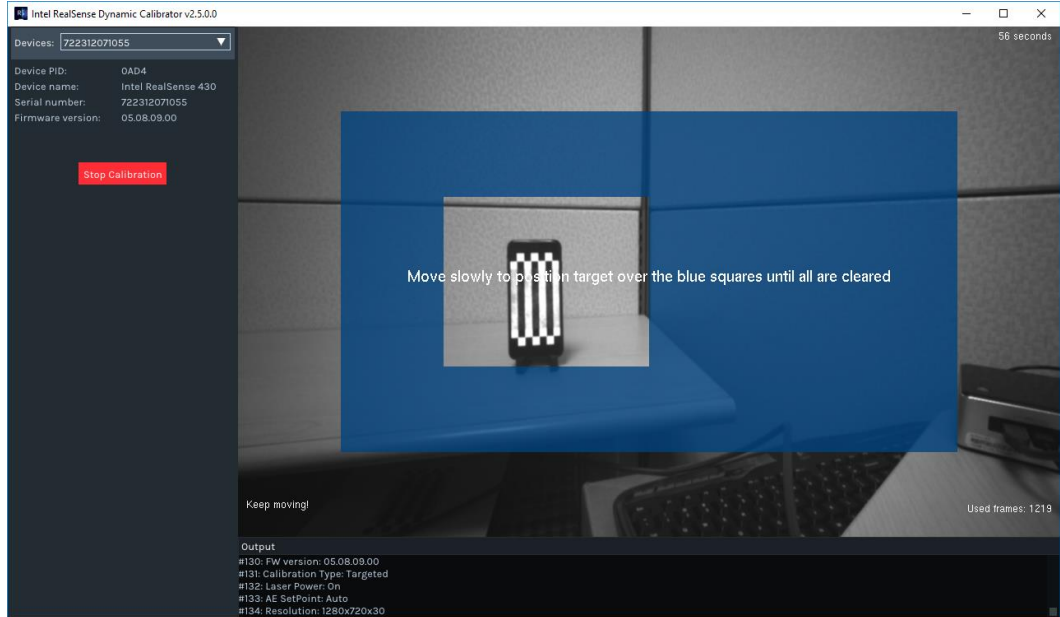 Intel RealSense Dynamic Calibrator v2.5.0.0
Devices: 722312071055
Device PID: 0AD4
Device name: Intel RealSense 430
Serial number: 722312071055
Firmware version: 05.08.09.00
Stop Calibration
56 seconds
Move slowly to position target over the blue squares until all are cleared
Keep moving!
Used frames: 1219
Output
#130: FW version: 05.08.09.00
#131: Calibration Type: Targeted
#132: Laser Power: On
#133: AE SetPoint: Auto
#134: Resolution: 1280x720x30